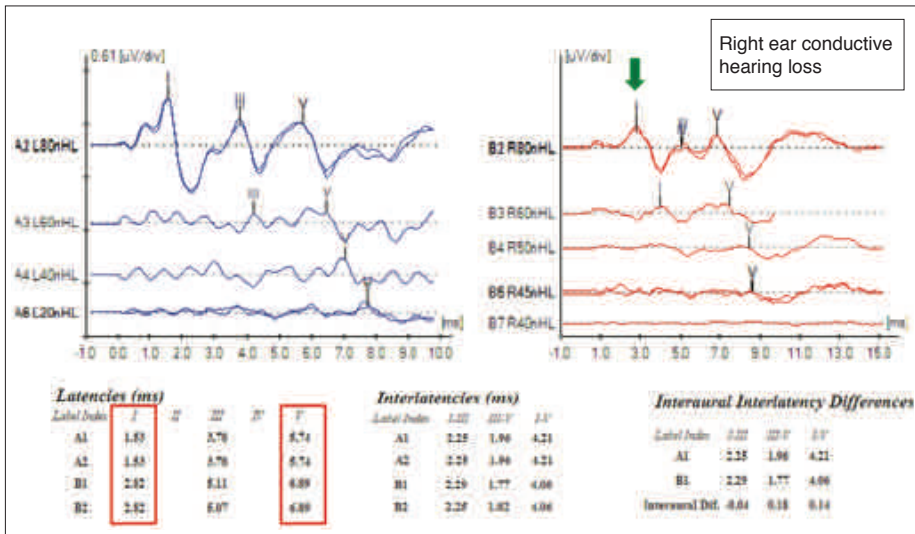 Right ear conductive
hearing loss
0.61 [uV/div]
I III V
A2 L80nHL
III V
A3 L60nHL
V
A4 L40nHL
V
A6 L20nHL
[ms]
-1.0 0.0 1.0 2.0 3.0 4.0 5.0 6.0 7.0 8.0 9.0 10.0
[uV/div]
I V
B2 R80nHL
I V
B3 R60nHL
V
B4 R50nHL
V
B6 R45nHL
B7 R40nHL
[ms]
-1.0 1.0 3.0 5.0 7.0 9.0 11.0 13.0 15.0
Latencies (ms)
Label Index I II III IV V
A1 1.53 3.78 5.74
A2 1.53 3.78 5.74
B1 2.82 5.11 6.89
B2 2.82 5.07 6.89
Interlatencies (ms)
Label Index I-III III-V I-V
A1 2.25 1.96 4.21
A2 2.25 1.96 4.21
B1 2.29 1.77 4.06
B2 2.25 1.82 4.06
Interaural Interlatency Differences
Label Index I-III III-V I-V
A1 2.25 1.96 4.21
B1 2.29 1.77 4.06
Interaural Dif. -0.04 0.18 0.14